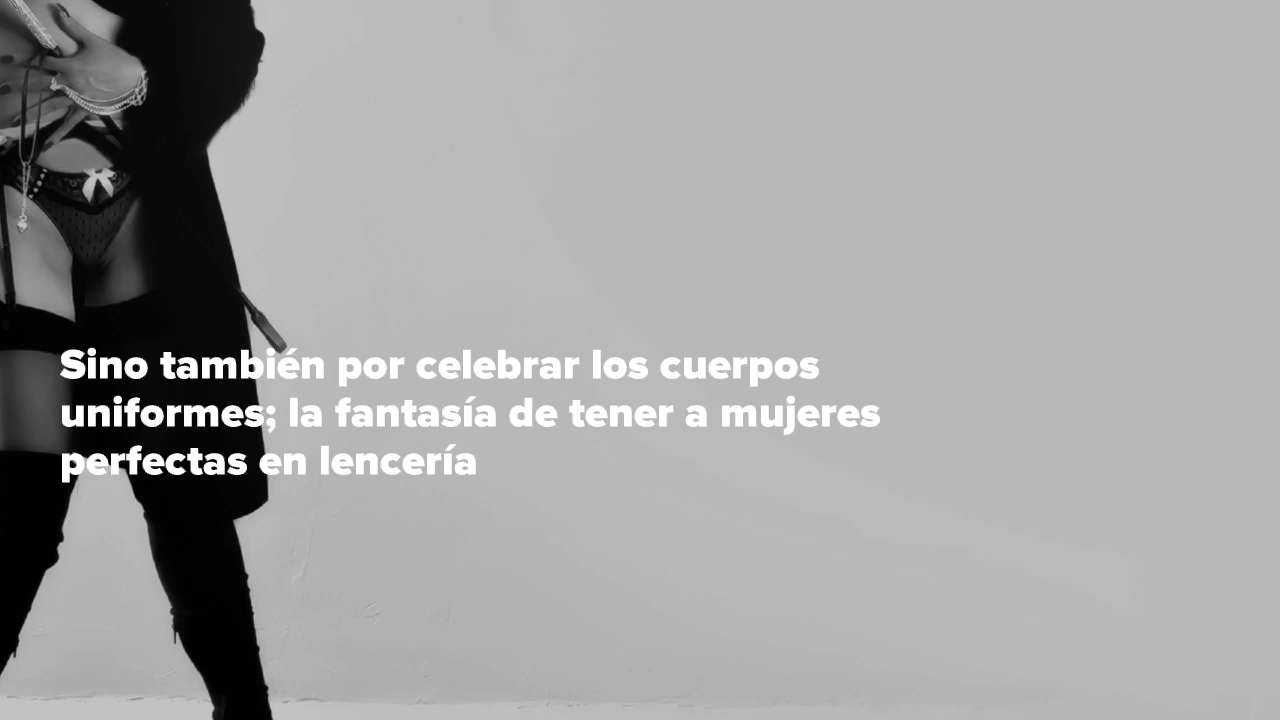 Sino también por celebrar los cuerpos
uniformes; la fantasía de tener a mujeres
perfectas en lencería